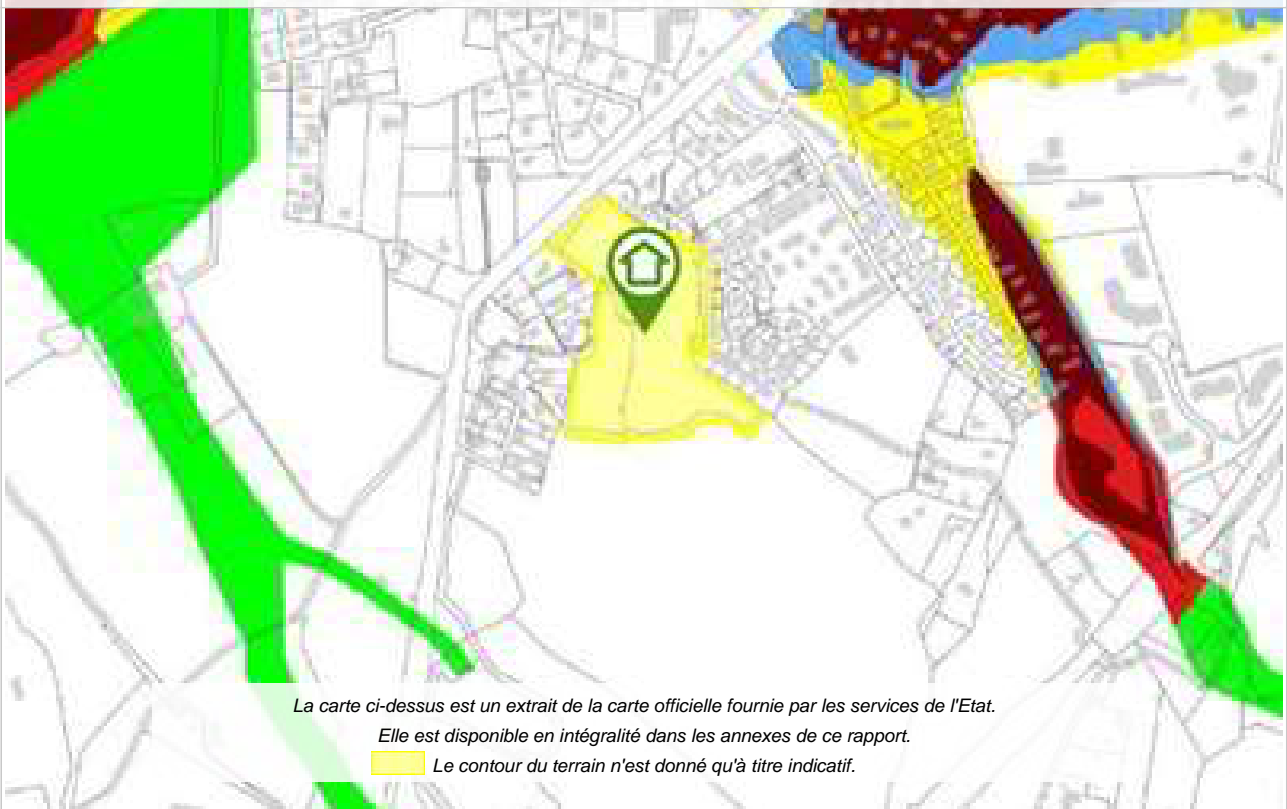 La carte ci-dessus est un extrait de la carte officielle fournie par les services de l'Etat.
Elle est disponible en intégralité dans les annexes de ce rapport.
Le contour du terrain n'est donné qu'à titre indicatif.